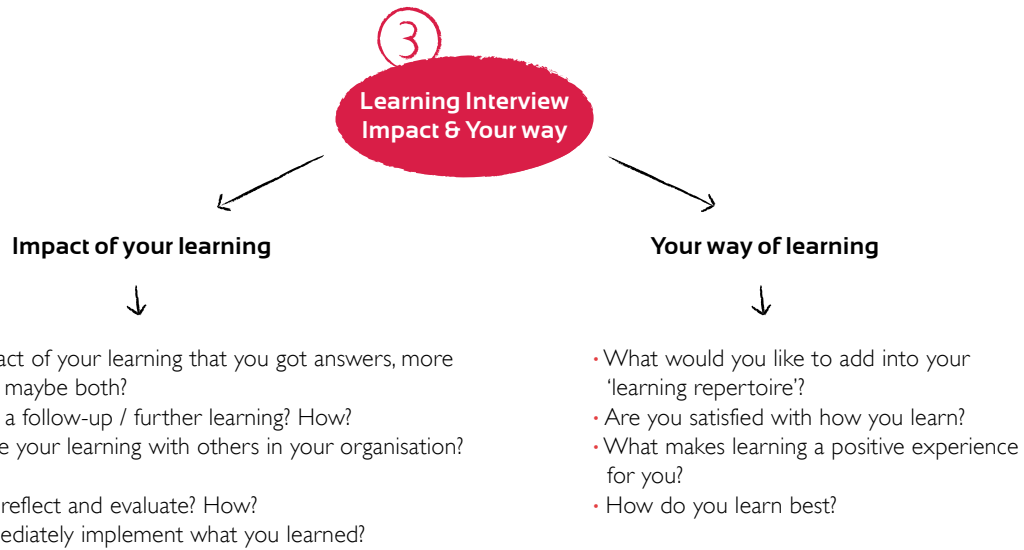 3
Learning Interview
Impact & Your way
Impact of your learning
act of your learning that you got answers, more
maybe both?
a follow-up / further learning? How?
e your learning with others in your organisation?
reflect and evaluate? How?
ediately implement what you learned?
Your way of learning
• What would you like to add into your
‘learning repertoire’?
• Are you satisfied with how you learn?
• What makes learning a positive experience
for you?
• How do you learn best?